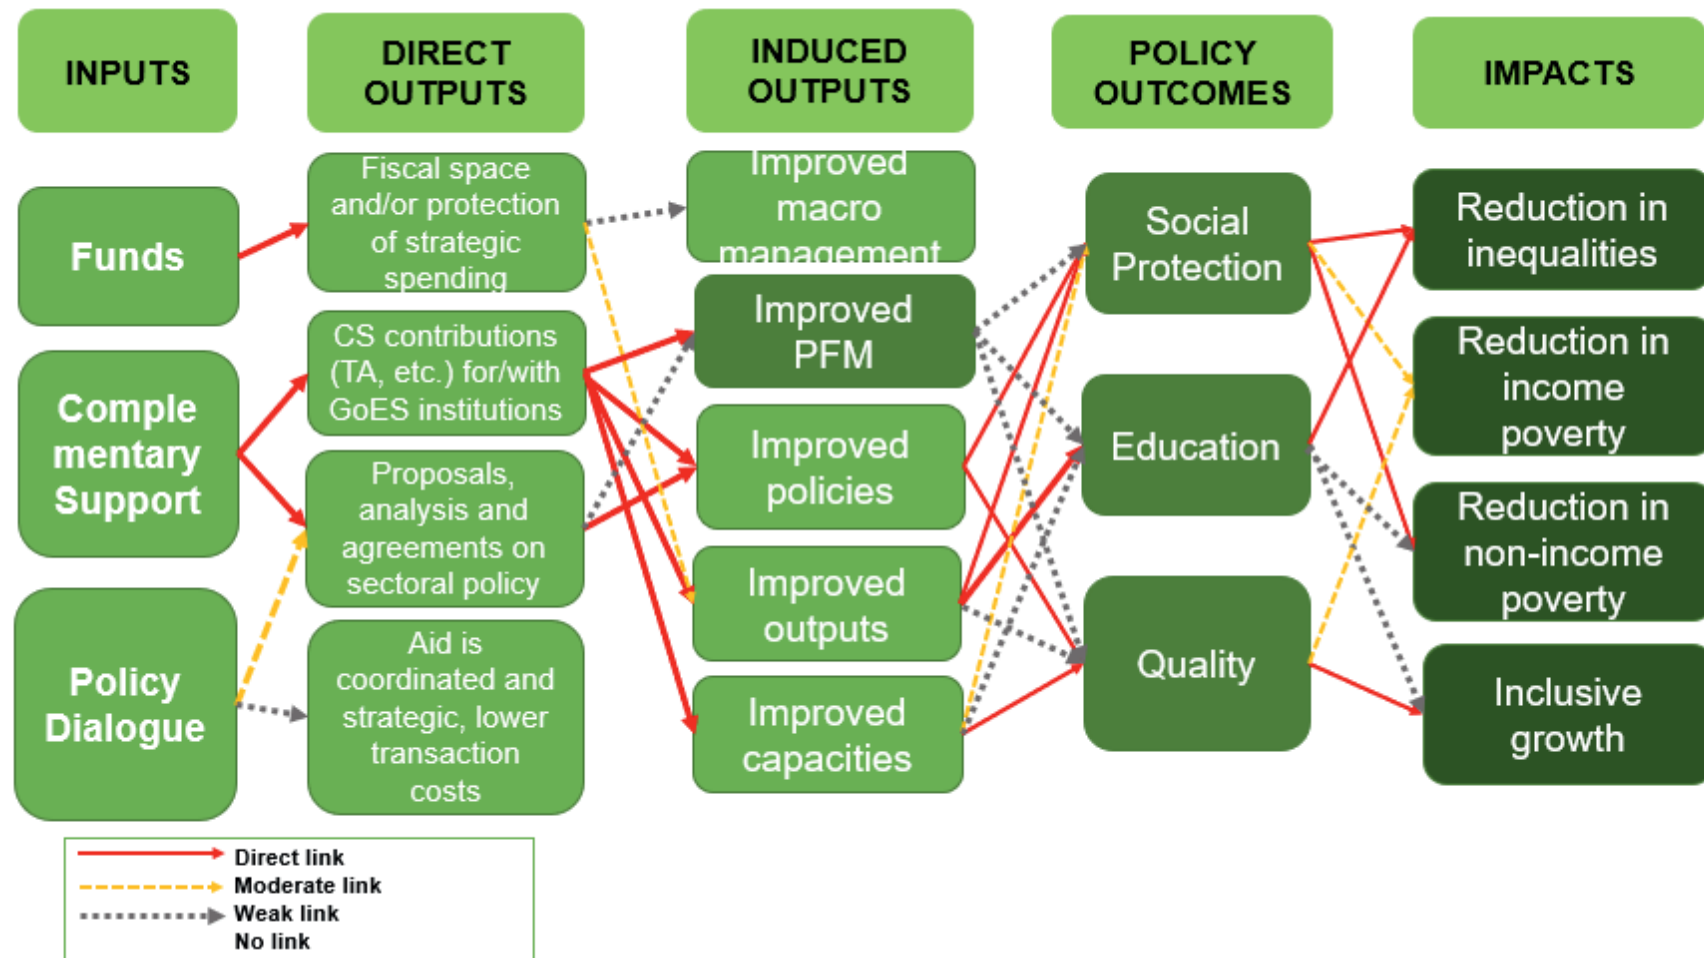 INPUTS
DIRECT
OUTPUTS
INDUCED
OUTPUTS
POLICY
OUTCOMES
IMPACTS
Funds
Comple
mentary
Support
Policy
Dialogue
Fiscal space
and/or protection
of strategic
spending
CS contributions
(TA, etc.) for/with
GoES institutions
Proposals,
analysis and
agreements on
sectoral policy
Aid is
coordinated and
strategic, lower
transaction
costs
Improved
macro
management
Improved
PFM
Improved
policies
Improved
outputs
Improved
capacities
Social
Protection
Education
Quality
Reduction in
inequalities
Reduction in
income
poverty
Reduction in
non-income
poverty
Inclusive
growth
Direct link
Moderate link
Weak link
No link